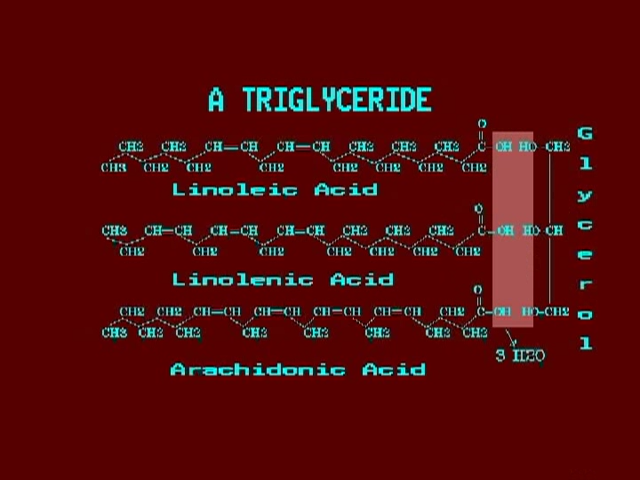 A TRIGLYCERIDE
O
CH2 CH2 CH CH CH CH CH2 CH2 CH2 C OH HO CH2
CH3 CH2 CH2 CH2 CH2 CH2 CH2 CH2
Linoleic Acid
O
CH3 CH CH CH CH CH CH CH2 CH2 CH2 C OH HO CH
CH2 CH2 CH2 CH2 CH2 CH2 CH2
Linolenic Acid
O
CH2 CH2 CH CH CH CH CH CH CH CH CH2 C OH HO CH2
CH3 CH2 CH2 CH2 CH2 CH2 CH2 CH2
Arachidonic Acid
3 H2O
Glycerol